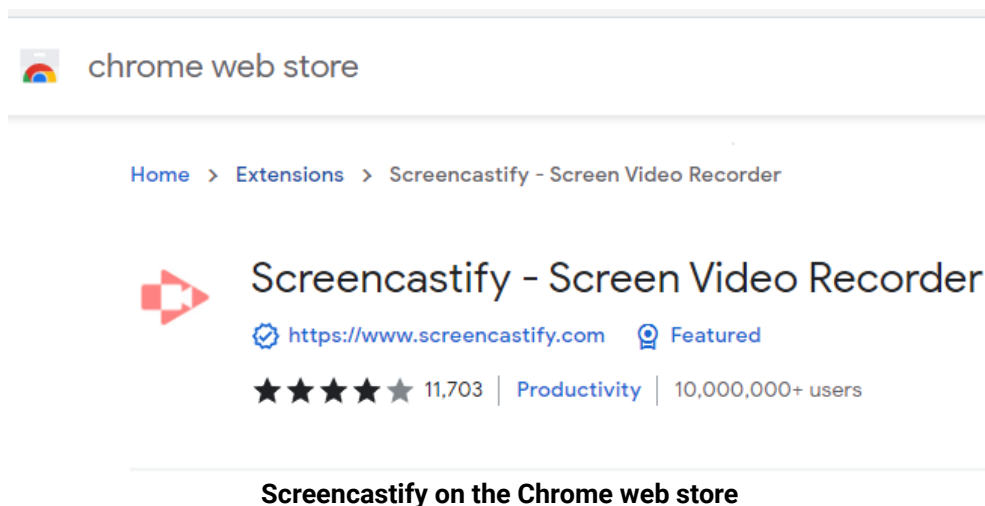 chrome web store
Home > Extensions > Screencastify - Screen Video Recorder
Screencastify - Screen Video Recorder
https://www.screencastify.com Featured
11,703 | Productivity | 10,000,000+ users
Screencastify on the Chrome web store